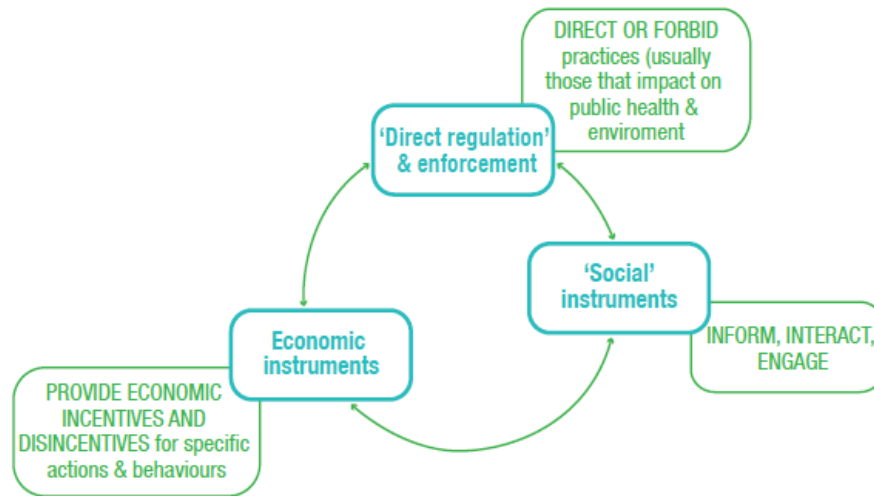 DIRECT OR FORBID
practices (usually
those that impact on
public health &
enviroment
‘Direct regulation’
& enforcement
‘Social’
instruments
INFORM, INTERACT,
ENGAGE
Economic
instruments
PROVIDE ECONOMIC
INCENTIVES AND
DISINCENTIVES for specific
actions & behaviours